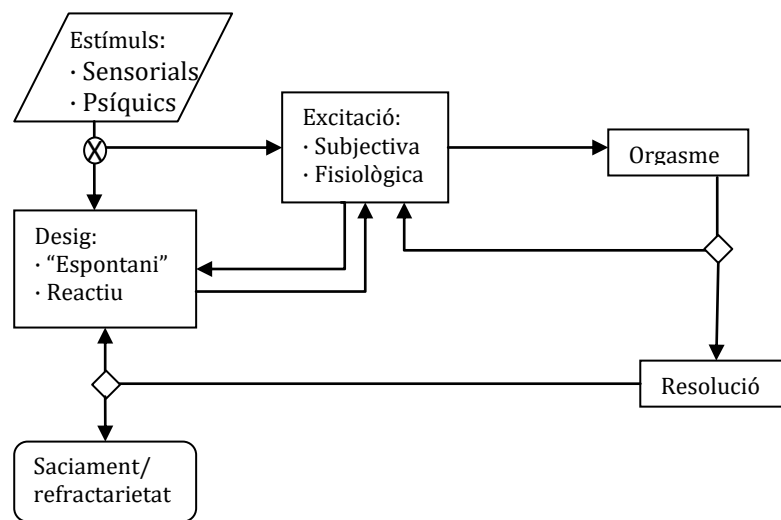 Estímuls:
· Sensorials
· Psíquics
Excitació:
· Subjectiva
· Fisiològica
Orgasme
Desig:
· “Espontani”
· Reactiu
Resolució
Saciament/
refractarietat